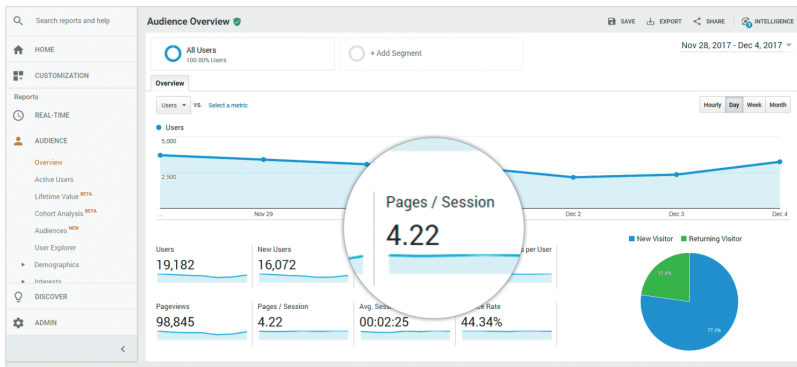 Search reports and help
HOME
CUSTOMIZATION
Reports
REAL-TIME
AUDIENCE
Overview
Active Users
Lifetime Value BETA
Cohort Analysis BETA
Audiences NEW
User Explorer
Demographics
Interests
DISCOVER
ADMIN
Audience Overview
SAVE EXPORT SHARE INTELLIGENCE
All Users
100.00% Users
+ Add Segment
Nov 28, 2017 - Dec 4, 2017
Overview
Users VS. Select a metric
Hourly Day Week Month
Users
5,000
2,500
... Nov 29 Dec 2 Dec 3 Dec 4
Pages / Session
4.22
Users
19,182
New Users
16,072
per User
Pageviews
98,845
Pages / Session
4.22
Avg. Sess
00:02:25
Rate
44.34%
New Visitor Returning Visitor
77.2%